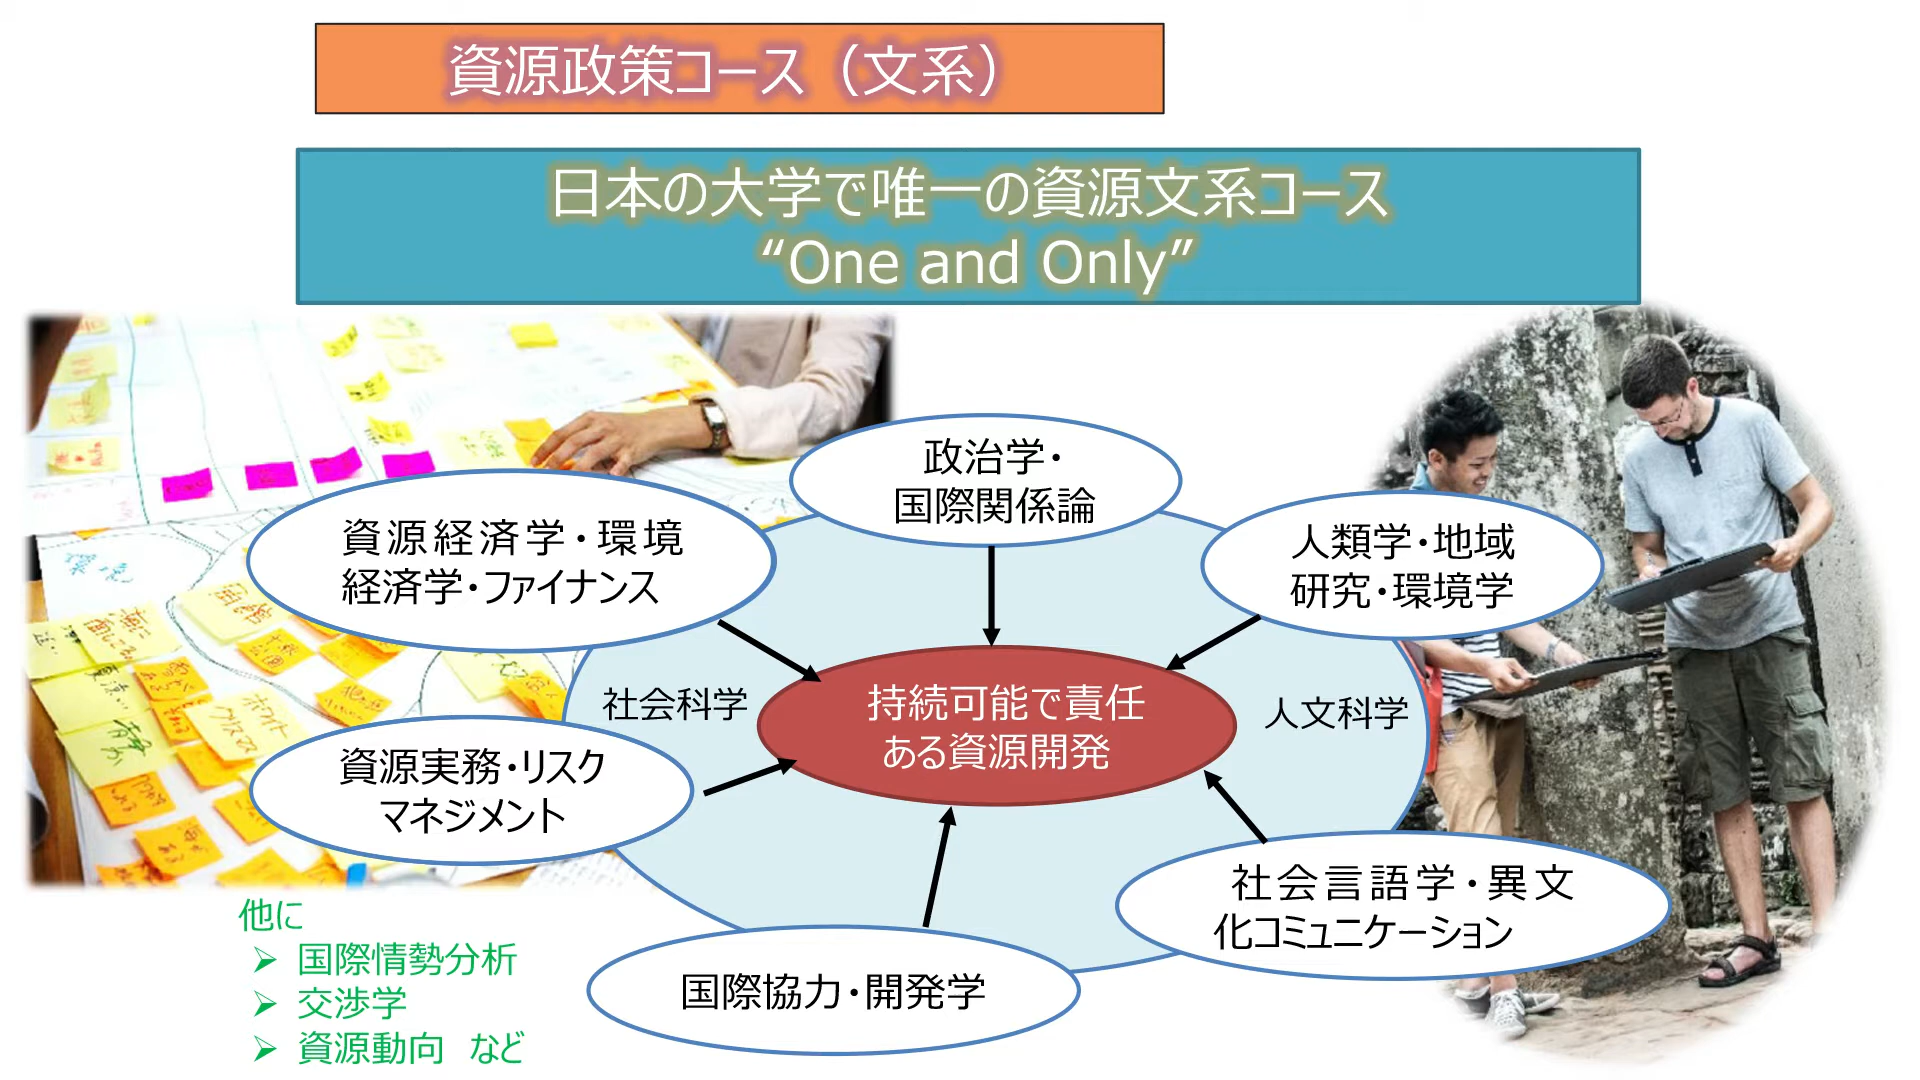 資源政策コース（文系）
日本の大学で唯一の資源文系コース
“One and Only”
政治学・
国際関係論
資源経済学・環境
経済学・ファイナンス
人類学・地域
研究・環境学
社会科学
持続可能で責任
ある資源開発
人文科学
資源実務・リスク
マネジメント
社会言語学・異文
化コミュニケーション
国際協力・開発学
他に
➢ 国際情勢分析
➢ 交渉学
➢ 資源動向　など